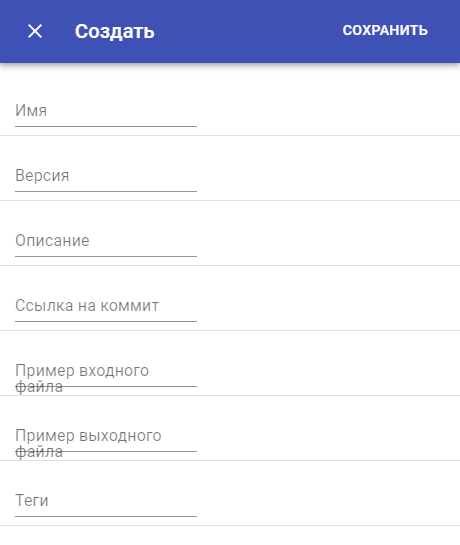 Создать
СОХРАНИТЬ
Имя
Версия
Описание
Ссылка на коммит
Пример входного
файла
Пример выходного
файла
Теги